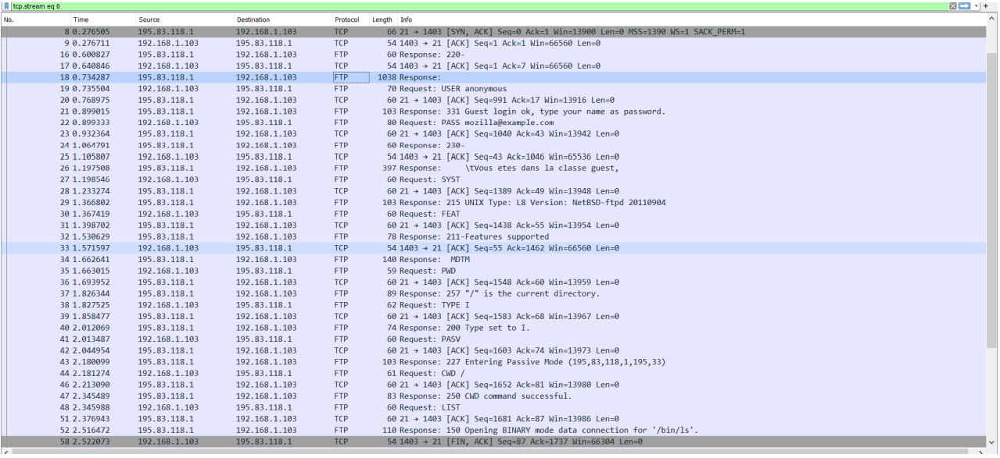 tcp.stream eq 0
No. Time Source Destination Protocol Length Info
8 0.276505 195.83.118.1 192.168.1.103 TCP 66 21 → 1403 [SYN, ACK] Seq=0 Ack=1 Win=13900 Len=0 MSS=1390 WS=1 SACK_PERM=1
9 0.276711 192.168.1.103 195.83.118.1 TCP 54 1403 → 21 [ACK] Seq=1 Ack=1 Win=66560 Len=0
16 0.600827 195.83.118.1 192.168.1.103 FTP 60 Response: 220-
17 0.640846 192.168.1.103 195.83.118.1 TCP 54 1403 → 21 [ACK] Seq=1 Ack=7 Win=66560 Len=0
18 0.734287 195.83.118.1 192.168.1.103 FTP 1038 Response:
19 0.735504 192.168.1.103 195.83.118.1 FTP 70 Request: USER anonymous
20 0.768975 195.83.118.1 192.168.1.103 TCP 60 21 → 1403 [ACK] Seq=991 Ack=17 Win=13916 Len=0
21 0.899015 195.83.118.1 192.168.1.103 FTP 103 Response: 331 Guest login ok, type your name as password.
22 0.899333 192.168.1.103 195.83.118.1 FTP 80 Request: PASS mozilla@example.com
23 0.932364 195.83.118.1 192.168.1.103 TCP 60 21 → 1403 [ACK] Seq=1040 Ack=43 Win=13942 Len=0
24 1.064791 195.83.118.1 192.168.1.103 FTP 60 Response: 230-
25 1.105807 192.168.1.103 195.83.118.1 TCP 54 1403 → 21 [ACK] Seq=43 Ack=1046 Win=65536 Len=0
26 1.197508 195.83.118.1 192.168.1.103 FTP 397 Response: \tVous etes dans la classe guest,
27 1.198546 192.168.1.103 195.83.118.1 FTP 60 Request: SYST
28 1.233274 195.83.118.1 192.168.1.103 TCP 60 21 → 1403 [ACK] Seq=1389 Ack=49 Win=13948 Len=0
29 1.366802 195.83.118.1 192.168.1.103 FTP 103 Response: 215 UNIX Type: L8 Version: NetBSD-ftpd 20110904
30 1.367419 192.168.1.103 195.83.118.1 FTP 60 Request: FEAT
31 1.398702 195.83.118.1 192.168.1.103 TCP 60 21 → 1403 [ACK] Seq=1438 Ack=55 Win=13954 Len=0
32 1.530629 195.83.118.1 192.168.1.103 FTP 78 Response: 211-Features supported
33 1.571597 192.168.1.103 195.83.118.1 TCP 54 1403 → 21 [ACK] Seq=55 Ack=1462 Win=66560 Len=0
34 1.662641 195.83.118.1 192.168.1.103 FTP 140 Response: MDTM
35 1.663015 192.168.1.103 195.83.118.1 FTP 59 Request: PWD
36 1.693952 195.83.118.1 192.168.1.103 TCP 60 21 → 1403 [ACK] Seq=1548 Ack=60 Win=13959 Len=0
37 1.826344 195.83.118.1 192.168.1.103 FTP 89 Response: 257 "/" is the current directory.
38 1.827525 192.168.1.103 195.83.118.1 FTP 62 Request: TYPE I
39 1.858477 195.83.118.1 192.168.1.103 TCP 60 21 → 1403 [ACK] Seq=1583 Ack=68 Win=13967 Len=0
40 2.012069 195.83.118.1 192.168.1.103 FTP 74 Response: 200 Type set to I.
41 2.013487 192.168.1.103 195.83.118.1 FTP 60 Request: PASV
42 2.044954 195.83.118.1 192.168.1.103 TCP 60 21 → 1403 [ACK] Seq=1603 Ack=74 Win=13973 Len=0
43 2.180099 195.83.118.1 192.168.1.103 FTP 103 Response: 227 Entering Passive Mode (195,83,118,1,195,33)
44 2.181274 192.168.1.103 195.83.118.1 FTP 61 Request: CWD /
46 2.213090 195.83.118.1 192.168.1.103 TCP 60 21 → 1403 [ACK] Seq=1652 Ack=81 Win=13980 Len=0
47 2.345489 195.83.118.1 192.168.1.103 FTP 83 Response: 250 CWD command successful.
48 2.345988 192.168.1.103 195.83.118.1 FTP 60 Request: LIST
51 2.376943 195.83.118.1 192.168.1.103 TCP 60 21 → 1403 [ACK] Seq=1681 Ack=87 Win=13986 Len=0
52 2.516472 195.83.118.1 192.168.1.103 FTP 110 Response: 150 Opening BINARY mode data connection for '/bin/ls'.
58 2.522073 192.168.1.103 195.83.118.1 TCP 54 1403 → 21 [FIN, ACK] Seq=87 Ack=1737 Win=66304 Len=0